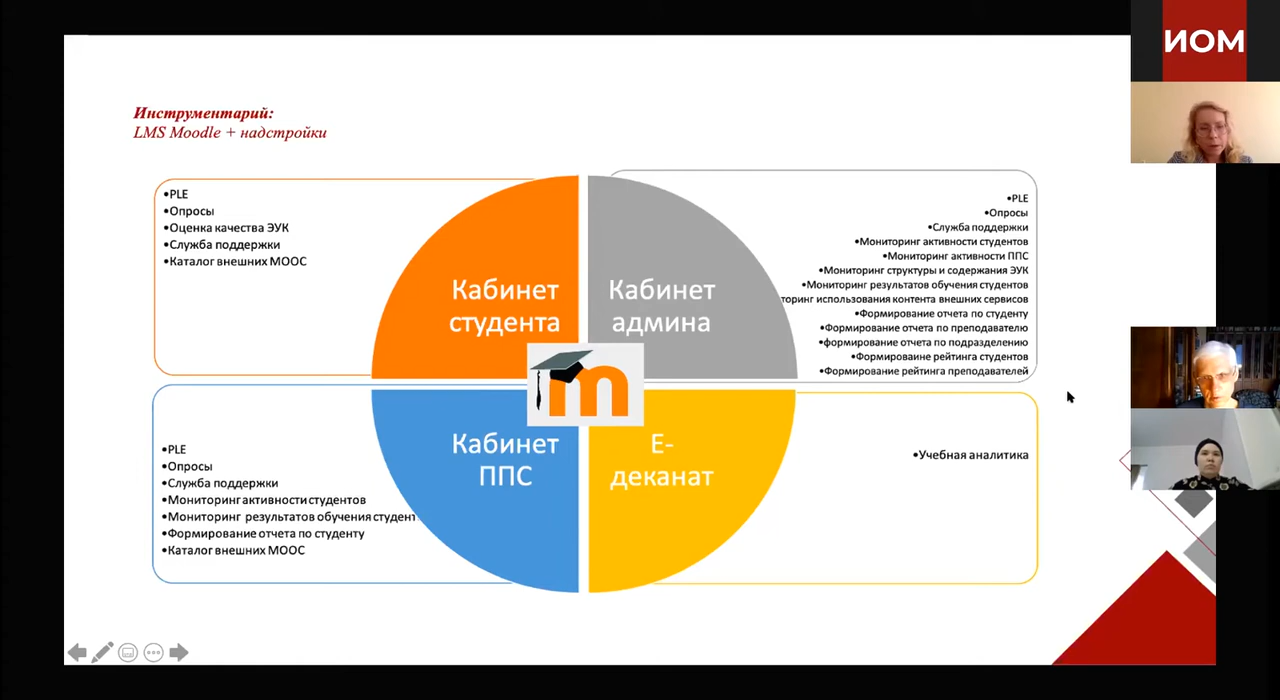 ИОМ
Инструментарий:
LMS Moodle + надстройки
•PLE
•Опросы
•Оценка качества ЭУК
•Служба поддержки
•Каталог внешних МООС
Кабинет
студента
Кабинет
админа
•PLE
•Опросы
•Служба поддержки
•Мониторинг активности студентов
•Мониторинг активности ППС
•Мониторинг структуры и содержания ЭУК
•Мониторинг результатов обучения студентов
торинг использования контента внешних сервисов
•Формирование отчета по студенту
•Формирование отчета по преподавателю
•формирование отчета по подразделению
•Формироваине рейтинга студентов
•Формирование рейтинга преподавателей
m
•PLE
•Опросы
•Служба поддержки
•Мониторинг активности студентов
•Мониторинг результатов обучения студент
•Формирование отчета по студенту
•Каталог внешних МООС
Кабинет
ППС
Е-
деканат
•Учебная аналитика